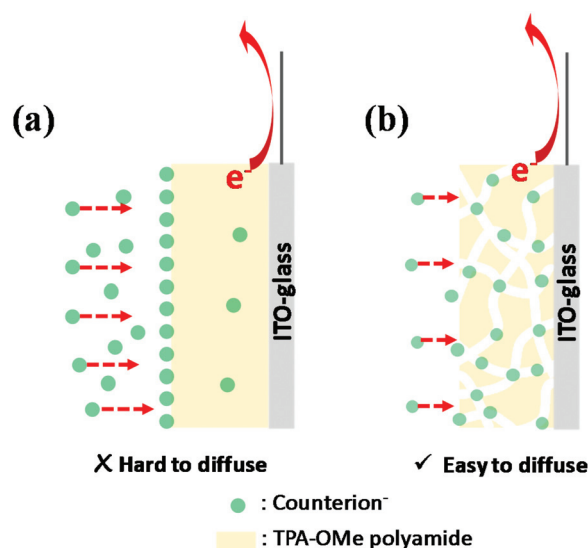 (a)
(b)
e⁻
e⁻
ITO-glass
ITO-glass
✗ Hard to diffuse
✓ Easy to diffuse
: Counterion⁻
: TPA-OMe polyamide